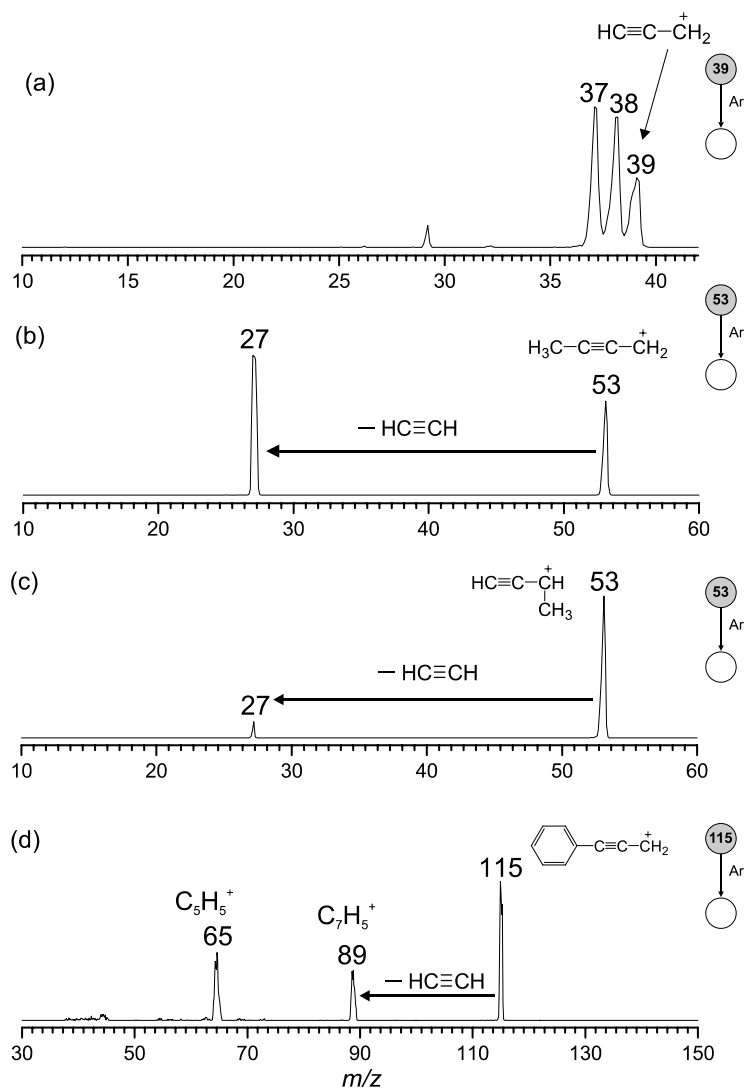 HC≡C–CH₂⁺
(a)
39
Ar
37 38
39
10 15 20 25 30 35 40
53
Ar
(b)
27
H₃C–C≡C–CH₂⁺
53
— HC≡CH
10 20 30 40 50 60
(c)
HC≡C–CH⁺
CH₃
53
53
Ar
— HC≡CH
27
10 20 30 40 50 60
(d)
–C≡C–CH₂⁺
115
Ar
115
C₅H₅⁺
C₇H₅⁺
65
89
— HC≡CH
30 50 70 90 110 130 150
m/z